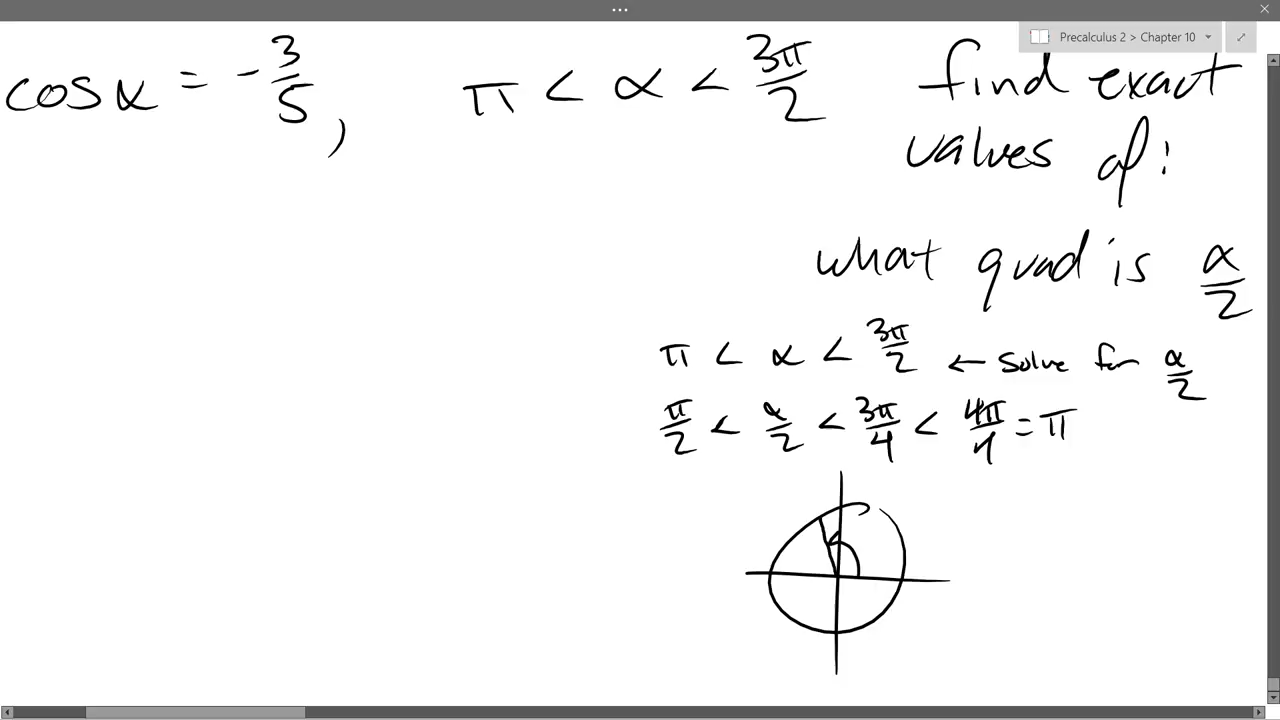 Precalculus 2 > Chapter 10
cos α = -3/5, π < α < 3π/2 find exact
values of:
what quad is α/2
π < α < 3π/2 ← Solve for α/2
π/2 < α/2 < 3π/4 < 4π/4 = π